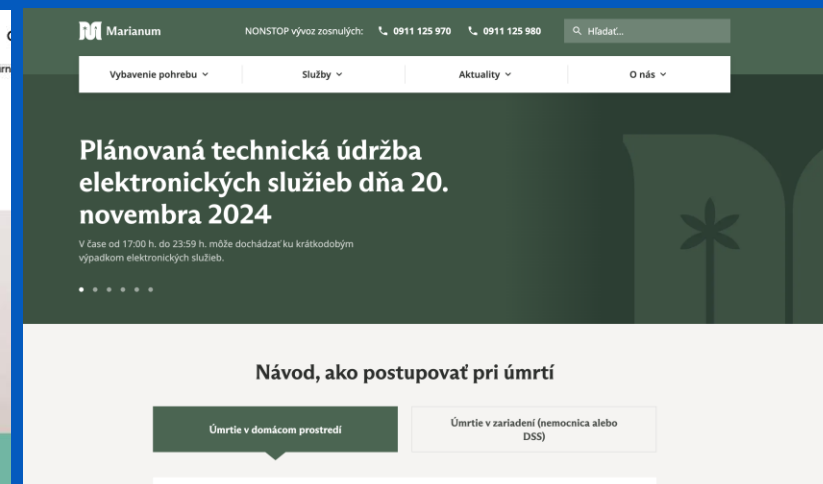 Marianum
NONSTOP vývoz zosnulých: 0911 125 970 0911 125 980
Hľadať...
Vybavenie pohrebu Služby Aktuality O nás
Plánovaná technická údržba
elektronických služieb dňa 20.
novembra 2024
V čase od 17:00 h. do 23:59 h. môže dochádzať ku krátkodobým
výpadkom elektronických služieb.
Návod, ako postupovať pri úmrtí
Úmrtie v domácom prostredí
Úmrtie v zariadení (nemocnica alebo
DSS)